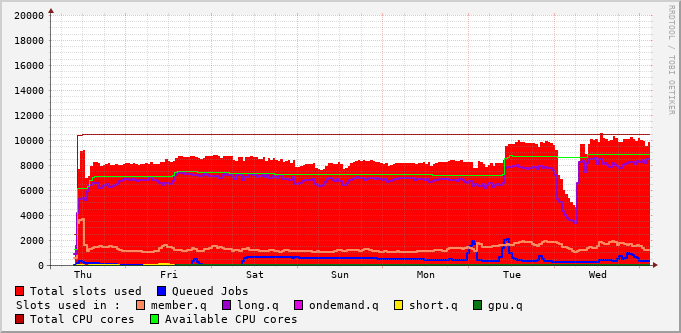 20000
18000
16000
14000
12000
10000
8000
6000
4000
2000
0
Thu Fri Sat Sun Mon Tue Wed
Total slots used Queued Jobs
Slots used in : member.q long.q ondemand.q short.q gpu.q
Total CPU cores Available CPU cores
RRDTOOL / TOBI OETIKER